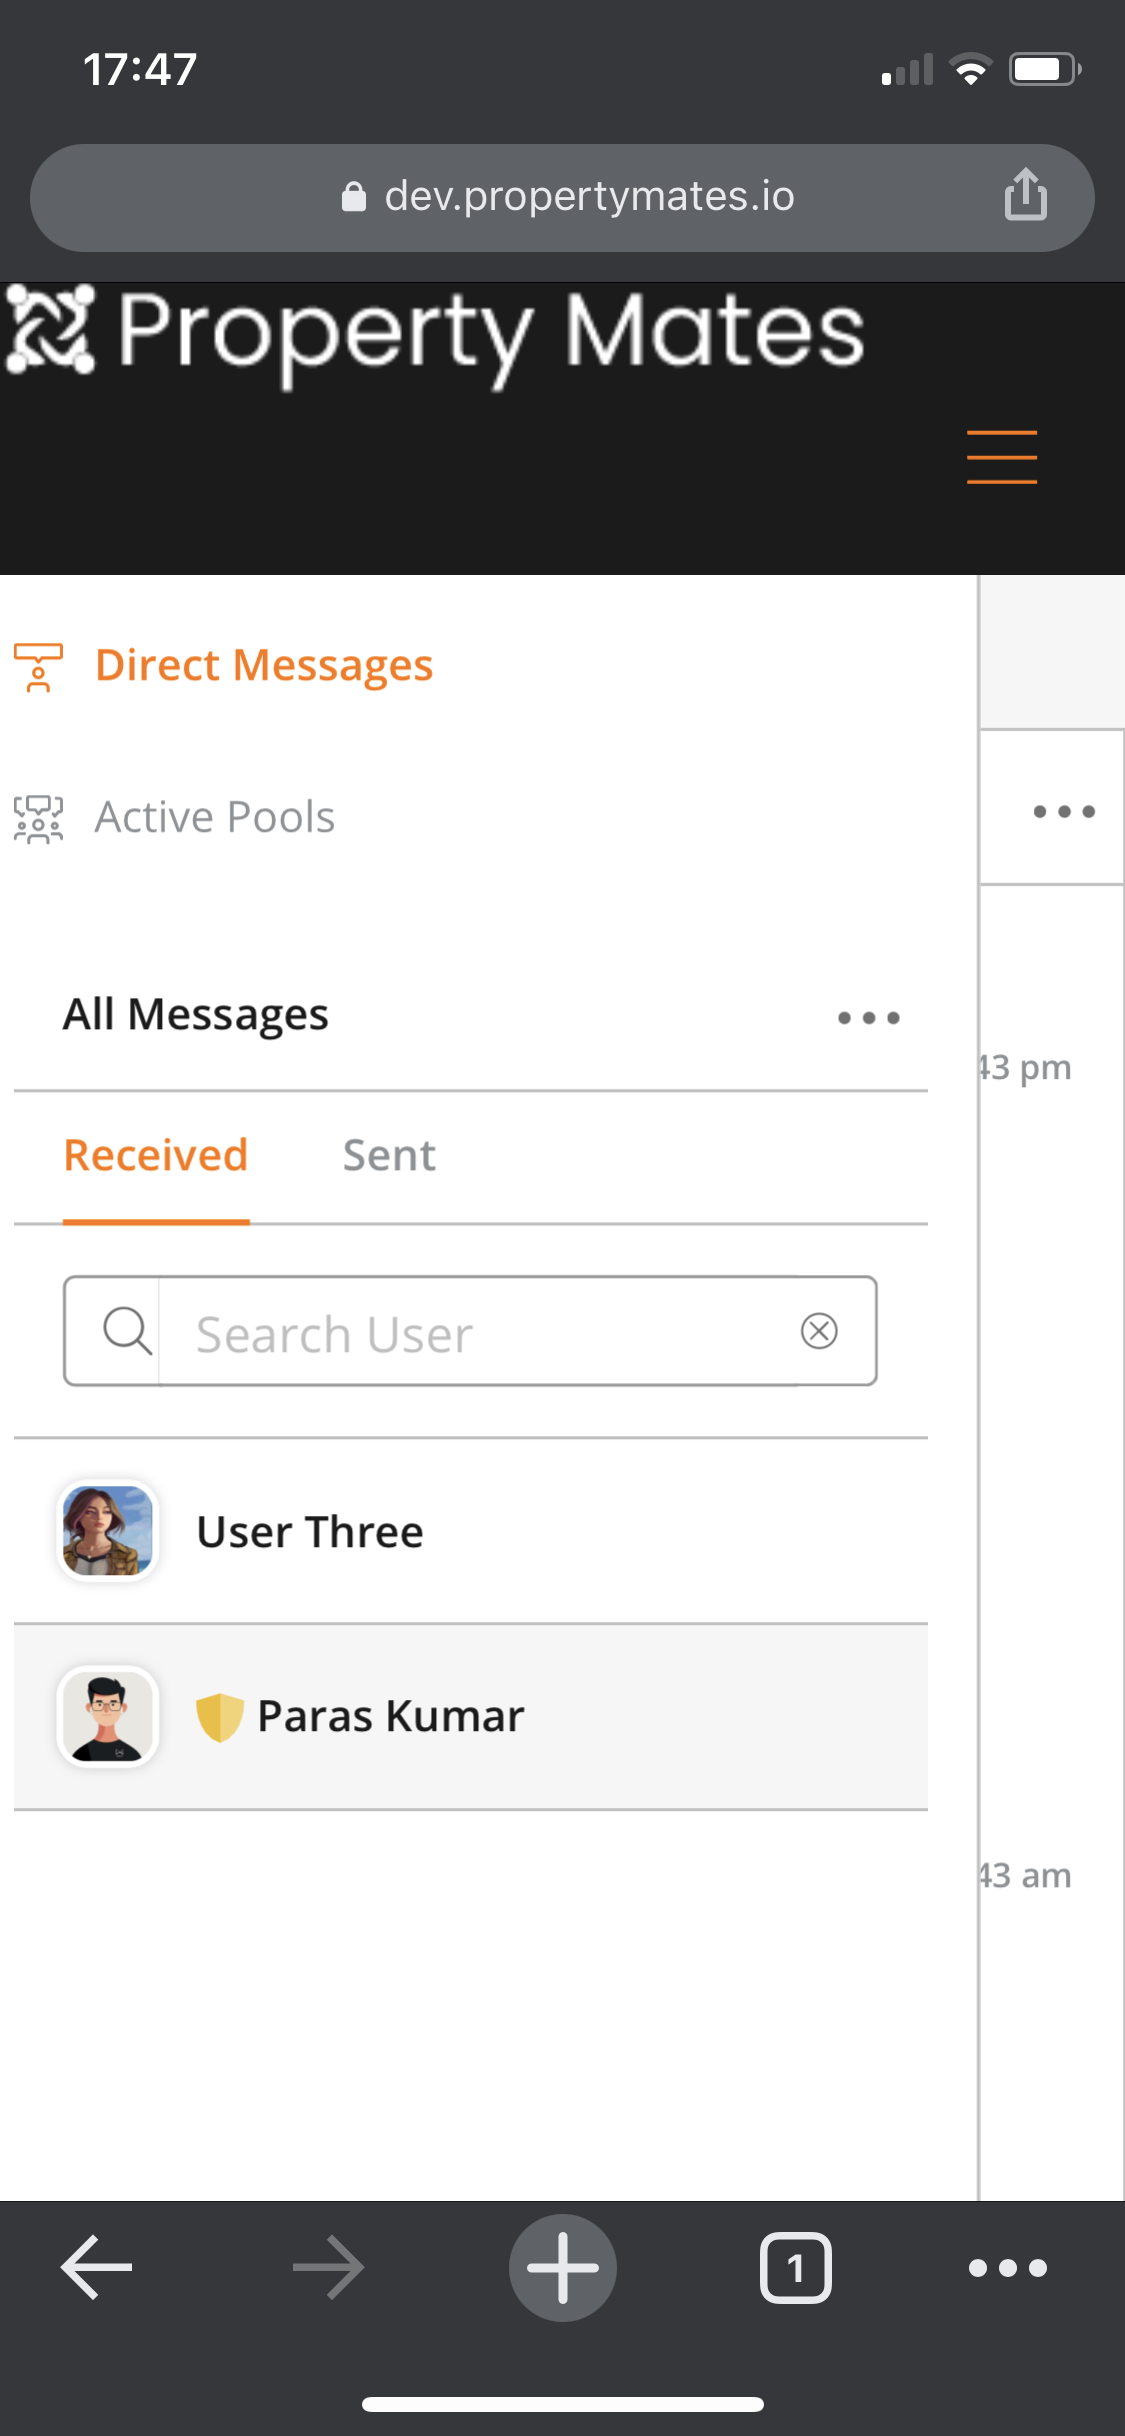 17:47
dev.propertymates.io
Property Mates
Direct Messages
Active Pools
All Messages
43 pm
Received Sent
Search User
User Three
Paras Kumar
43 am
1